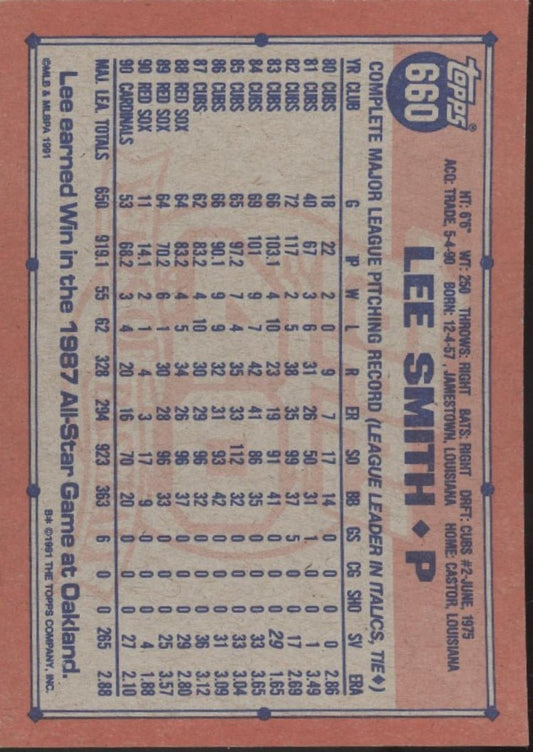 topps®
660
LEE SMITH ♦ P
HT: 6'6" WT: 250 THROWS: RIGHT BATS: RIGHT DRFT: CUBS #2-JUNE, 1975
ACQ: TRADE, 5-4-90 BORN: 12-4-57, JAMESTOWN, LOUISIANA HOME: CASTOR, LOUISIANA
COMPLETE MAJOR LEAGUE PITCHING RECORD (LEAGUE LEADER IN ITALICS, TIE♦)
YR CLUB G IP W L R ER SO BB GS CG SHO SV ERA
80 CUBS 18 22 2 0 9 7 17 14 0 0 0 0 2.86
81 CUBS 40 67 3 6 31 26 50 31 1 0 0 1 3.49
82 CUBS 72 117 2 5 38 35 99 37 5 0 0 17 2.69
83 CUBS 66 103.1 4 10 23 19 91 41 0 0 0 29 1.65
84 CUBS 69 101 9 7 42 41 86 35 0 0 0 33 3.65
85 CUBS 65 97.2 7 4 35 33 112 32 0 0 0 33 3.04
86 CUBS 66 90.1 9 9 32 31 93 42 0 0 0 31 3.09
87 CUBS 62 83.2 4 10 30 29 96 32 0 0 0 36 3.12
88 RED SOX 64 83.2 4 5 34 26 96 37 0 0 0 29 2.80
89 RED SOX 64 70.2 6 1 30 28 96 33 0 0 0 25 3.57
90 RED SOX 11 14.1 2 1 4 3 17 9 0 0 0 4 1.88
90 CARDINALS 53 68.2 3 4 20 16 70 20 0 0 0 27 2.10
MAJ. LEA. TOTALS 650 919.1 55 62 328 294 923 363 6 0 0 265 2.88
Lee earned Win in the 1987 All-Star Game at Oakland.
©MLB & MLBPA 1991 B* ©1991 THE TOPPS COMPANY, INC.